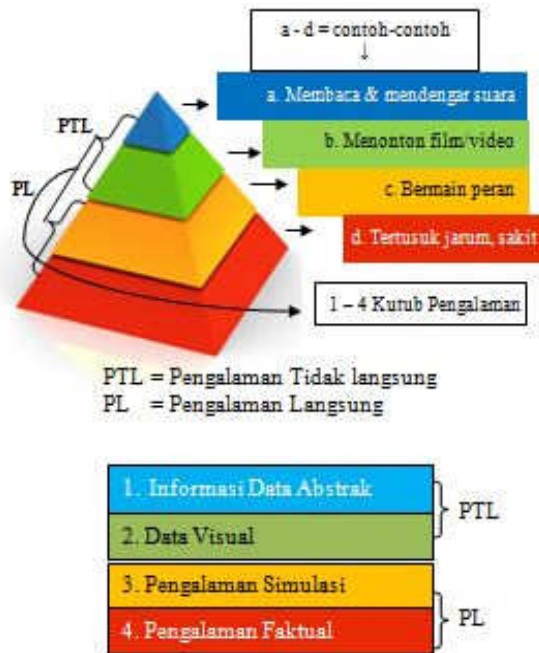 a - d = contoh-contoh
↓
a. Membaca & mendengar suara
PTL
b. Menonton film/video
PL
c. Bermain peran
d. Tertusuk jarum, sakit
1 – 4 Kutub Pengalaman
PTL = Pengalaman Tidak langsung
PL = Pengalaman Langsung
1. Informasi Data Abstrak
PTL
2. Data Visual
3. Pengalaman Simulasi
PL
4. Pengalaman Faktual